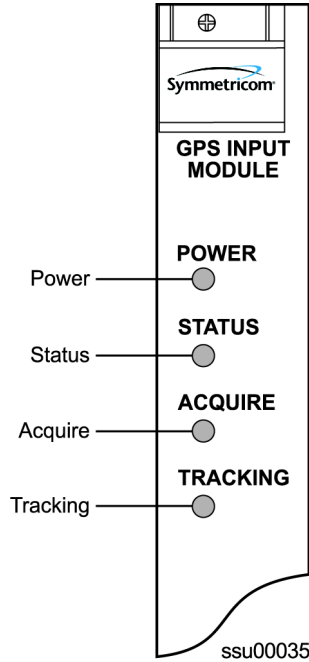 Symmetricom
GPS INPUT
MODULE
POWER
Power
STATUS
Status
ACQUIRE
Acquire
TRACKING
Tracking
ssu00035